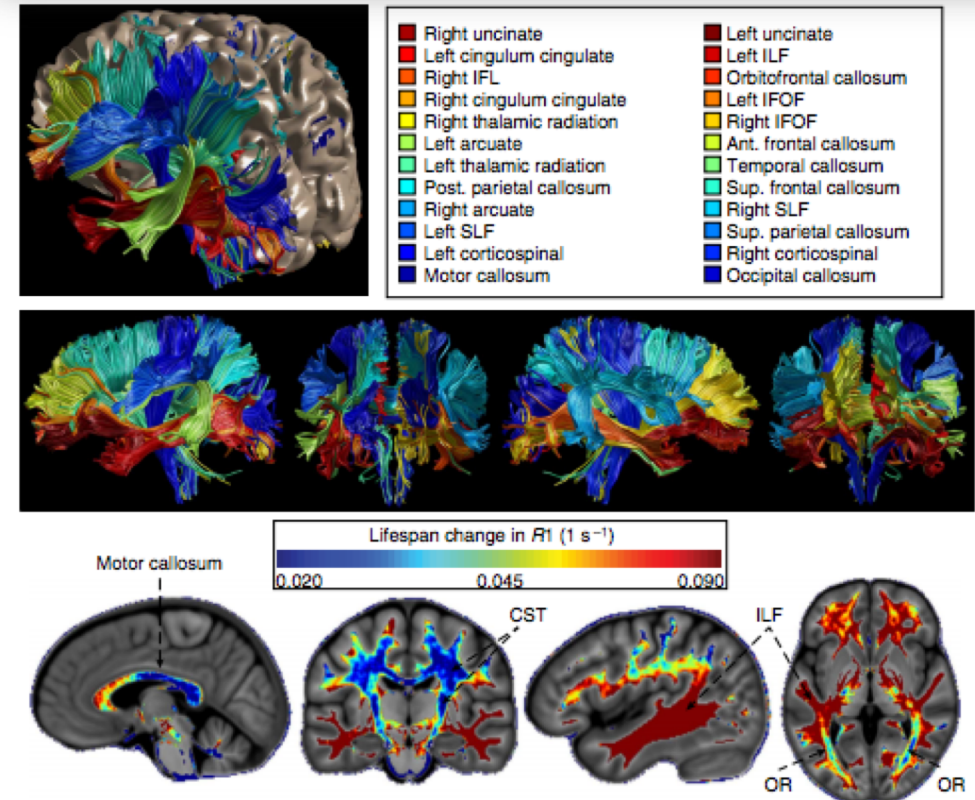 Right uncinate
Left cingulum cingulate
Right IFL
Right cingulum cingulate
Right thalamic radiation
Left arcuate
Left thalamic radiation
Post. parietal callosum
Right arcuate
Left SLF
Left corticospinal
Motor callosum
Left uncinate
Left ILF
Orbitofrontal callosum
Left IFOF
Right IFOF
Ant. frontal callosum
Temporal callosum
Sup. frontal callosum
Right SLF
Sup. parietal callosum
Right corticospinal
Occipital callosum
Lifespan change in R1 (1 s⁻¹)
0.020 0.045 0.090
Motor callosum
CST
ILF
OR OR